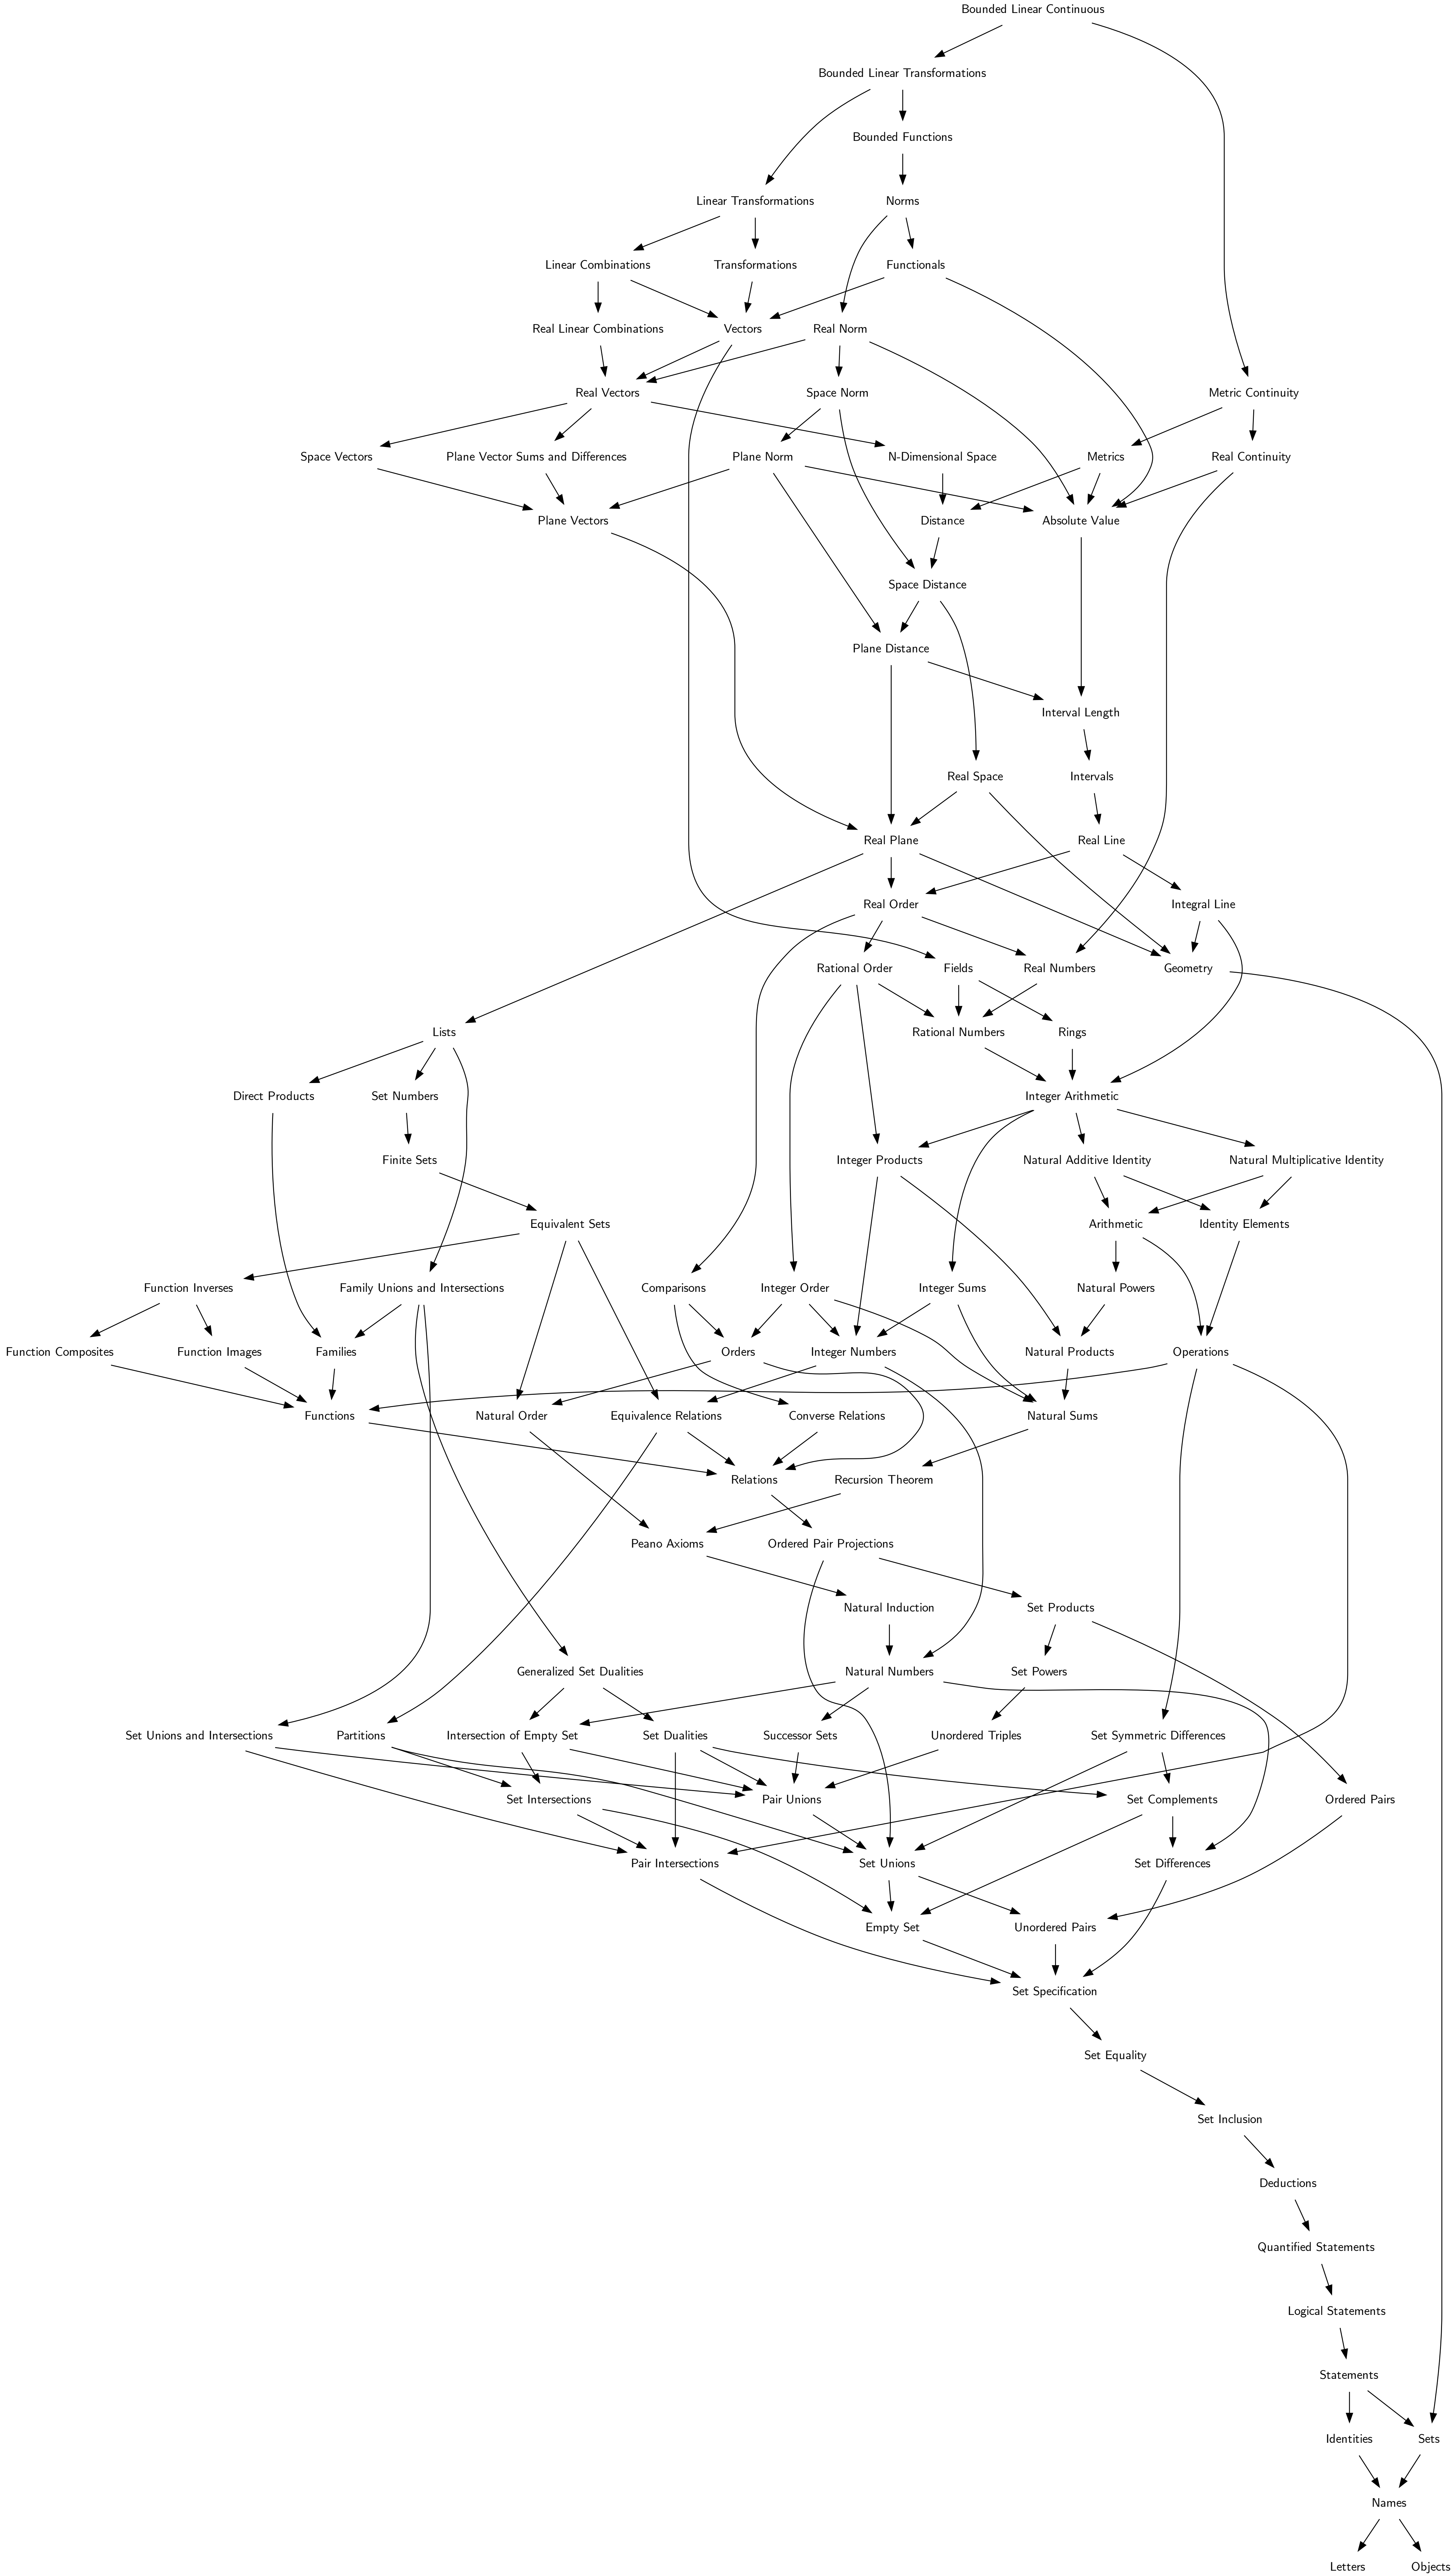 Bounded Linear Continuous
Bounded Linear Transformations
Bounded Functions
Linear Transformations
Norms
Linear Combinations
Transformations
Functionals
Real Linear Combinations
Vectors
Real Norm
Real Vectors
Space Norm
Metric Continuity
Space Vectors
Plane Vector Sums and Differences
Plane Norm
N-Dimensional Space
Metrics
Real Continuity
Plane Vectors
Distance
Absolute Value
Space Distance
Plane Distance
Interval Length
Real Space
Intervals
Real Plane
Real Line
Real Order
Integral Line
Rational Order
Fields
Real Numbers
Geometry
Lists
Rational Numbers
Rings
Direct Products
Set Numbers
Integer Arithmetic
Finite Sets
Integer Products
Natural Additive Identity
Natural Multiplicative Identity
Equivalent Sets
Arithmetic
Identity Elements
Function Inverses
Family Unions and Intersections
Comparisons
Integer Order
Integer Sums
Natural Powers
Function Composites
Function Images
Families
Orders
Integer Numbers
Natural Products
Operations
Functions
Natural Order
Equivalence Relations
Converse Relations
Natural Sums
Relations
Recursion Theorem
Peano Axioms
Ordered Pair Projections
Natural Induction
Set Products
Generalized Set Dualities
Natural Numbers
Set Powers
Set Unions and Intersections
Partitions
Intersection of Empty Set
Set Dualities
Successor Sets
Unordered Triples
Set Symmetric Differences
Set Intersections
Pair Unions
Set Complements
Ordered Pairs
Pair Intersections
Set Unions
Set Differences
Empty Set
Unordered Pairs
Set Specification
Set Equality
Set Inclusion
Deductions
Quantified Statements
Logical Statements
Statements
Identities
Sets
Names
Letters
Objects